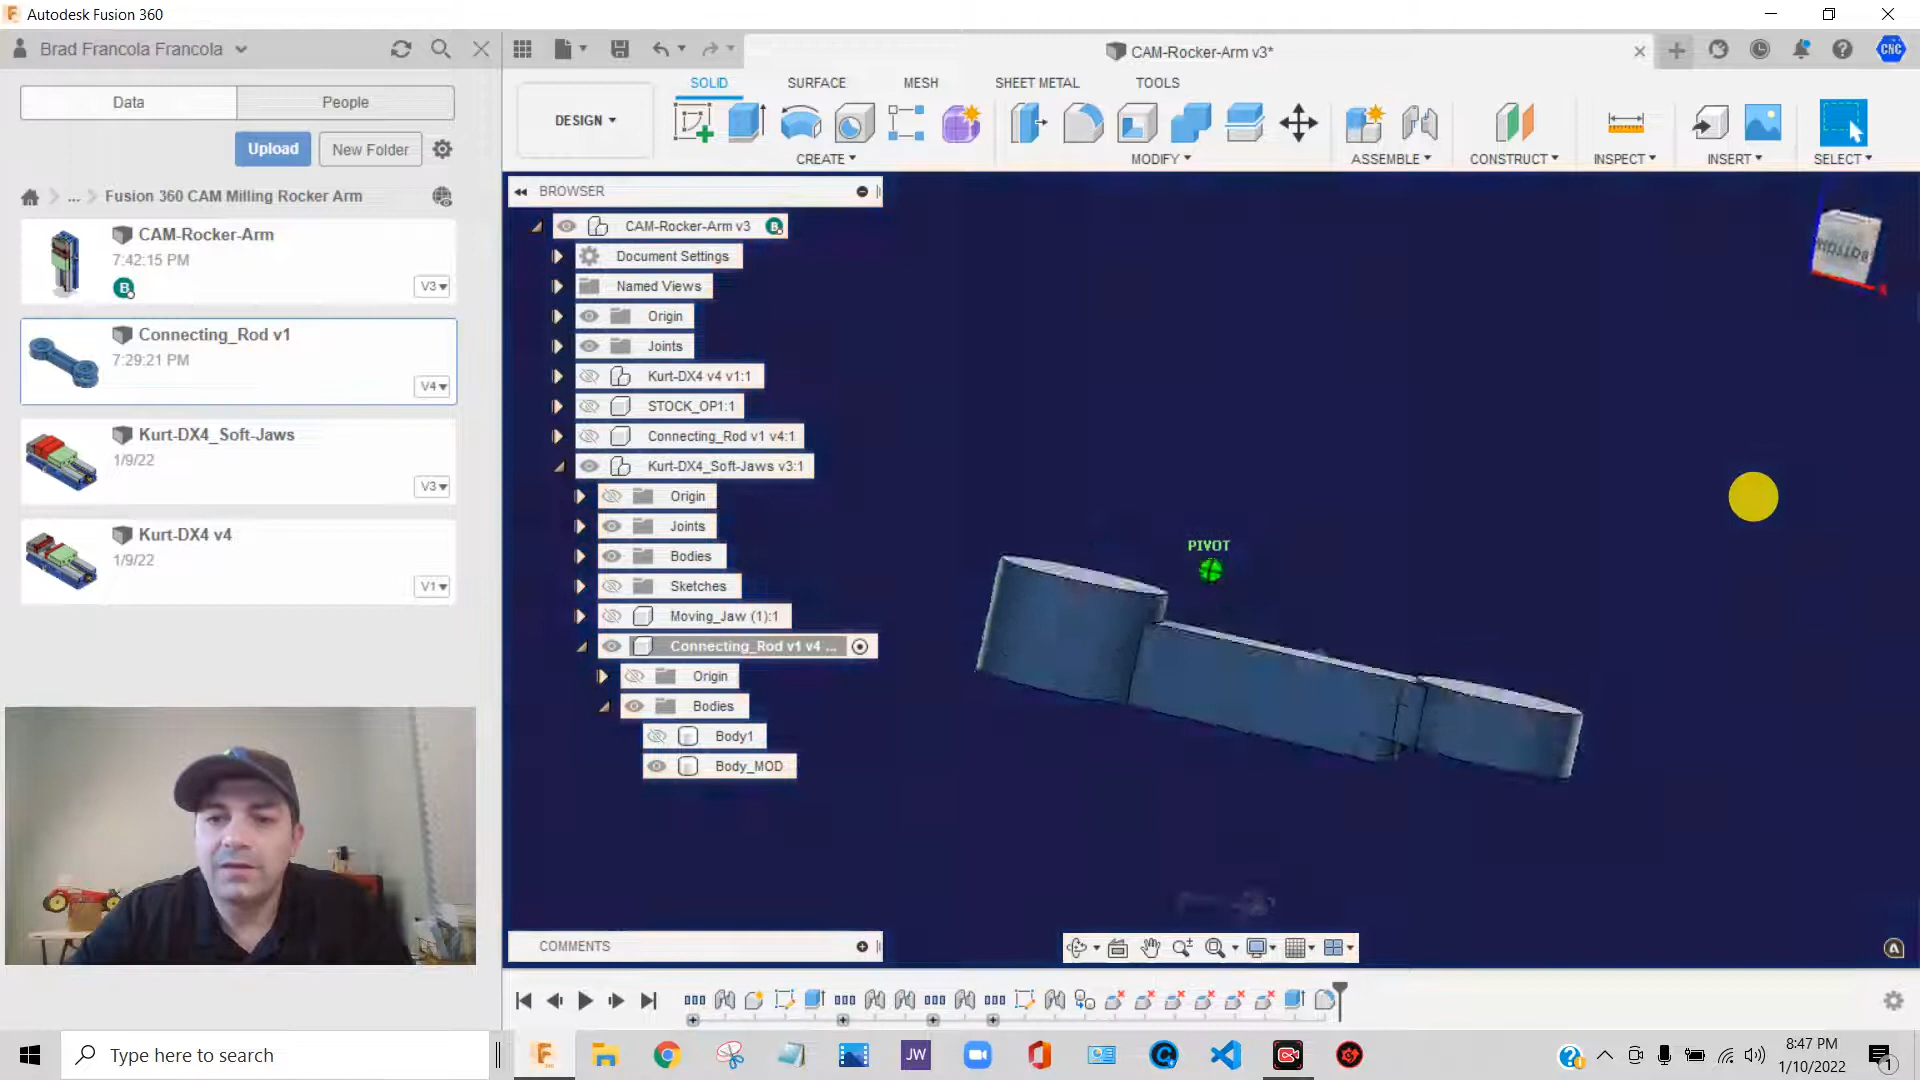 Autodesk Fusion 360
Brad Francola Francola
CAM-Rocker-Arm v3*
CNC
Data
People
SOLID
SURFACE
MESH
SHEET METAL
TOOLS
DESIGN
CREATE
MODIFY
ASSEMBLE
CONSTRUCT
INSPECT
INSERT
SELECT
Upload
New Folder
... Fusion 360 CAM Milling Rocker Arm
CAM-Rocker-Arm
7:42:15 PM
B
V3
Connecting_Rod v1
7:29:21 PM
V4
Kurt-DX4_Soft-Jaws
1/9/22
V3
Kurt-DX4 v4
1/9/22
V1
BROWSER
CAM-Rocker-Arm v3
B
Document Settings
Named Views
Origin
Joints
Kurt-DX4 v4 v1:1
STOCK_OP1:1
Connecting_Rod v1 v4:1
Kurt-DX4_Soft-Jaws v3:1
Origin
Joints
Bodies
Sketches
Moving_Jaw (1):1
Connecting_Rod v1 v4 ...
Origin
Bodies
Body1
Body_MOD
PIVOT
BOTTOM
X
COMMENTS
Type here to search
JW
8:47 PM
1/10/2022
1